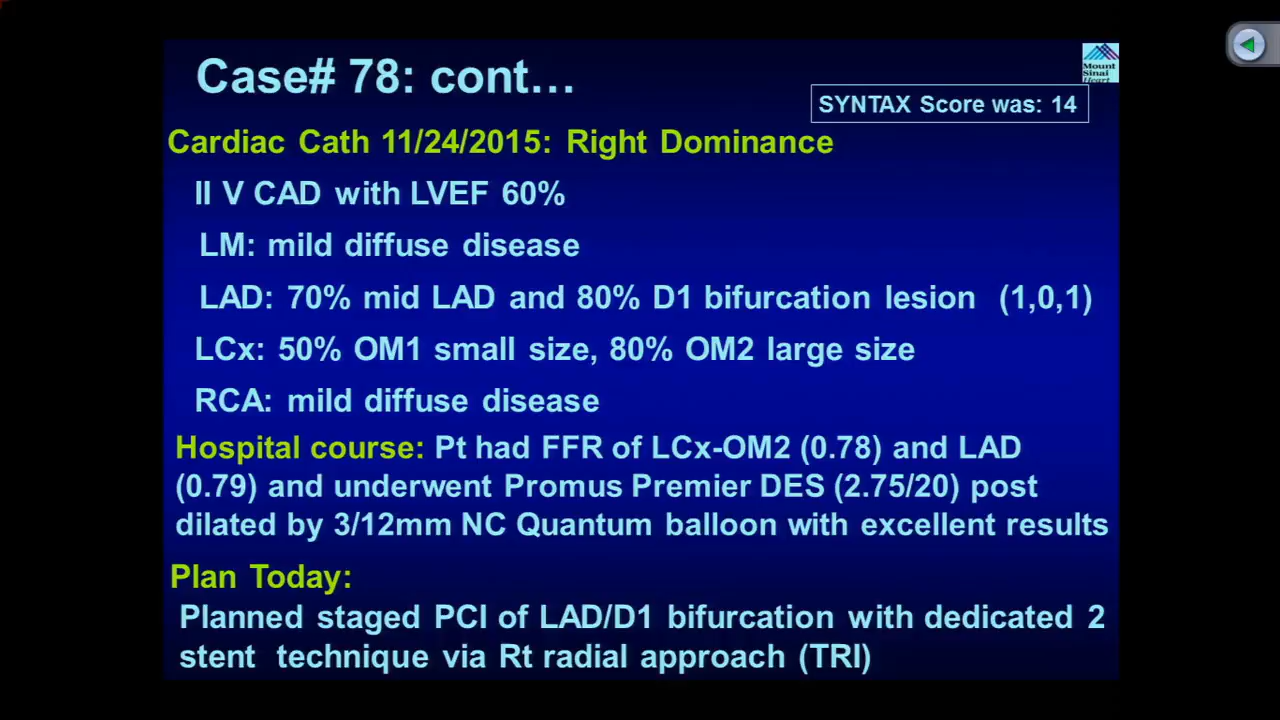 Case# 78: cont…
Mount
Sinai
Heart
SYNTAX Score was: 14
Cardiac Cath 11/24/2015: Right Dominance
II V CAD with LVEF 60%
LM: mild diffuse disease
LAD: 70% mid LAD and 80% D1 bifurcation lesion (1,0,1)
LCx: 50% OM1 small size, 80% OM2 large size
RCA: mild diffuse disease
Hospital course: Pt had FFR of LCx-OM2 (0.78) and LAD
(0.79) and underwent Promus Premier DES (2.75/20) post
dilated by 3/12mm NC Quantum balloon with excellent results
Plan Today:
Planned staged PCI of LAD/D1 bifurcation with dedicated 2
stent technique via Rt radial approach (TRI)